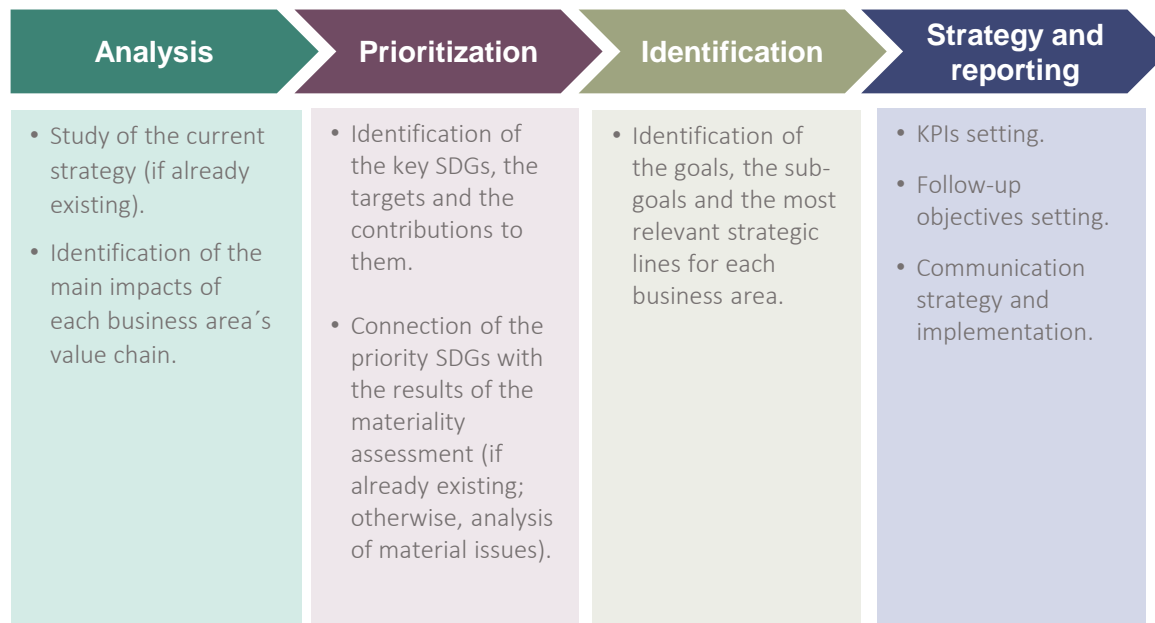 Analysis
Prioritization
Identification
Strategy and
reporting
• Study of the current
strategy (if already
existing).
• Identification of the
main impacts of
each business area´s
value chain.
• Identification of
the key SDGs, the
targets and the
contributions to
them.
• Connection of the
priority SDGs with
the results of the
materiality
assessment (if
already existing;
otherwise, analysis
of material issues).
• Identification of
the goals, the sub-
goals and the most
relevant strategic
lines for each
business area.
• KPIs setting.
• Follow-up
objectives setting.
• Communication
strategy and
implementation.